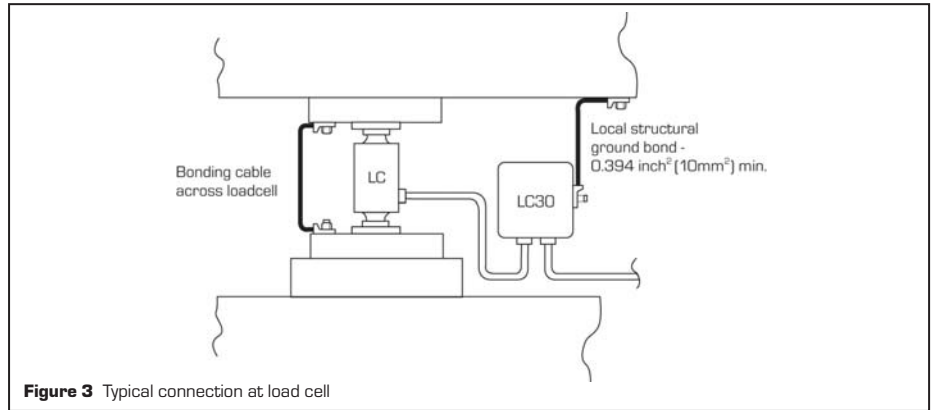 Bonding cable
across loadcell
LC
LC30
Local structural
ground bond -
0.394 inch² (10mm²) min.
Figure 3 Typical connection at load cell